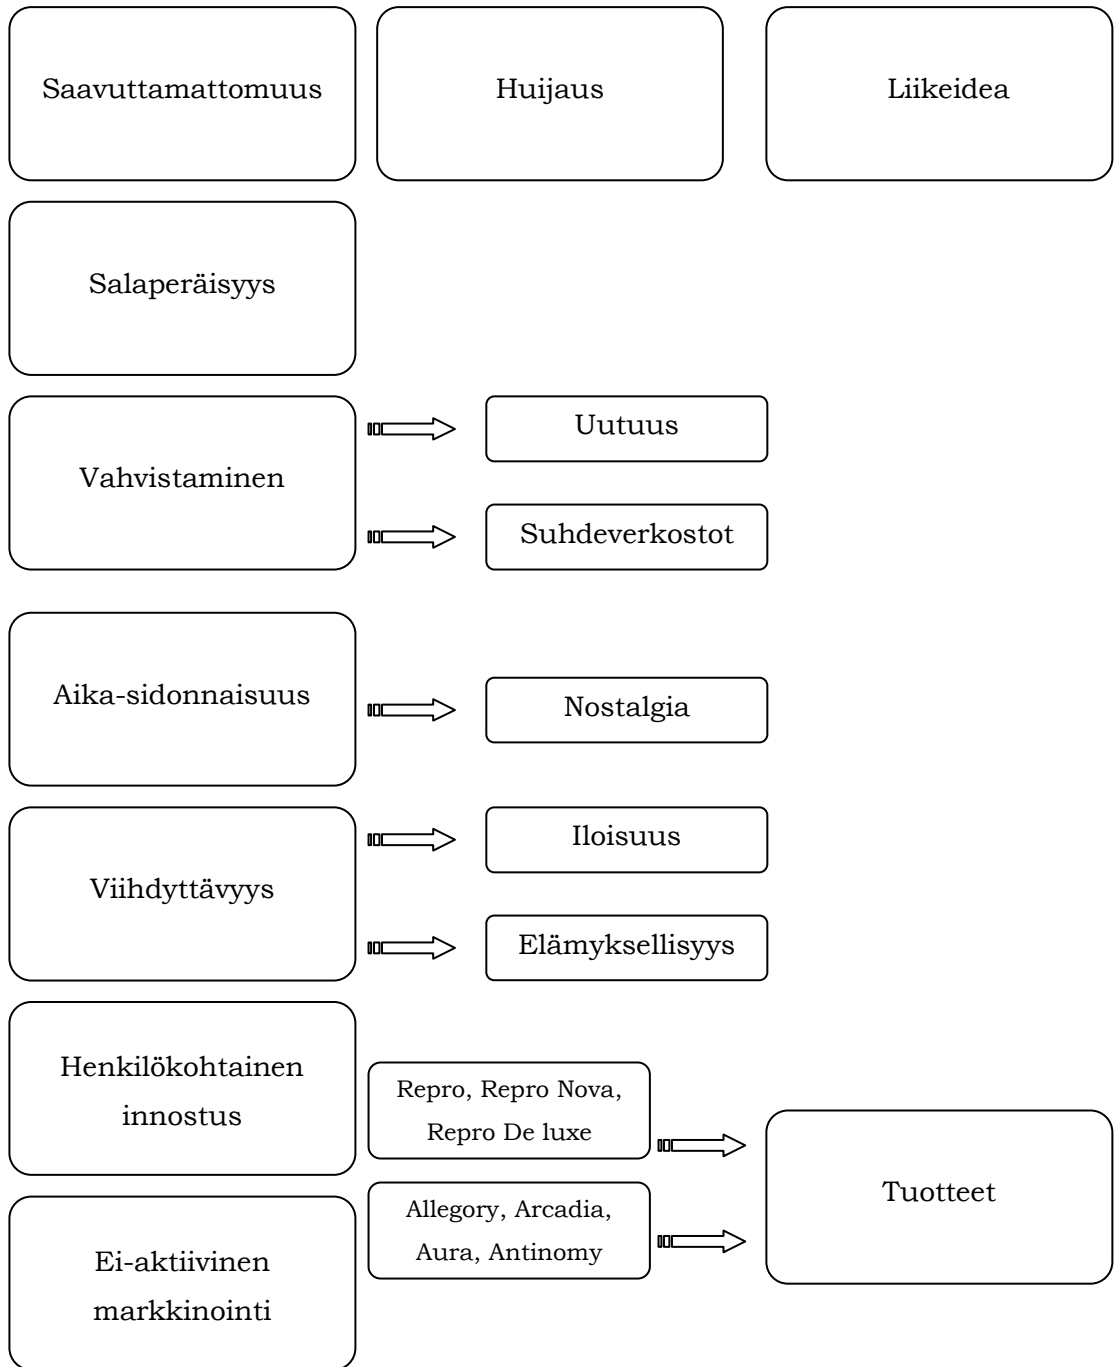 Saavuttamattomuus
Huijaus
Liikeidea
Salaperäisyys
Vahvistaminen
Uutuus
Suhdeverkostot
Aika-sidonnaisuus
Nostalgia
Viihdyttävyys
Iloisuus
Elämyksellisyys
Henkilökohtainen
innostus
Repro, Repro Nova,
Repro De luxe
Tuotteet
Allegory, Arcadia,
Aura, Antinomy
Ei-aktiivinen
markkinointi